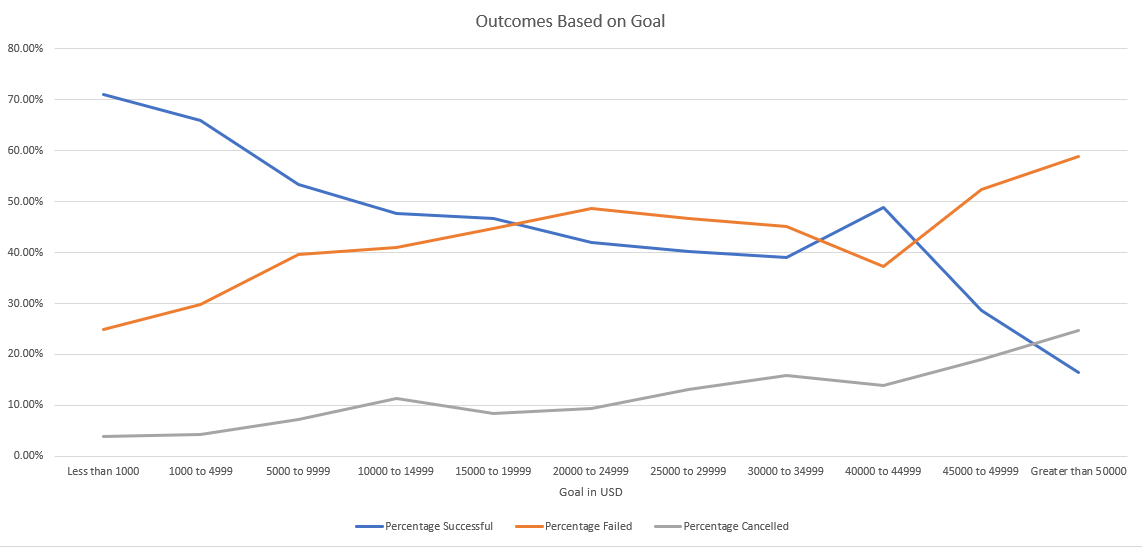 Outcomes Based on Goal
80.00%
70.00%
60.00%
50.00%
40.00%
30.00%
20.00%
10.00%
0.00%
Less than 1000 1000 to 4999 5000 to 9999 10000 to 14999 15000 to 19999 20000 to 24999 25000 to 29999 30000 to 34999 40000 to 44999 45000 to 49999 Greater than 50000
Goal in USD
Percentage Successful Percentage Failed Percentage Cancelled